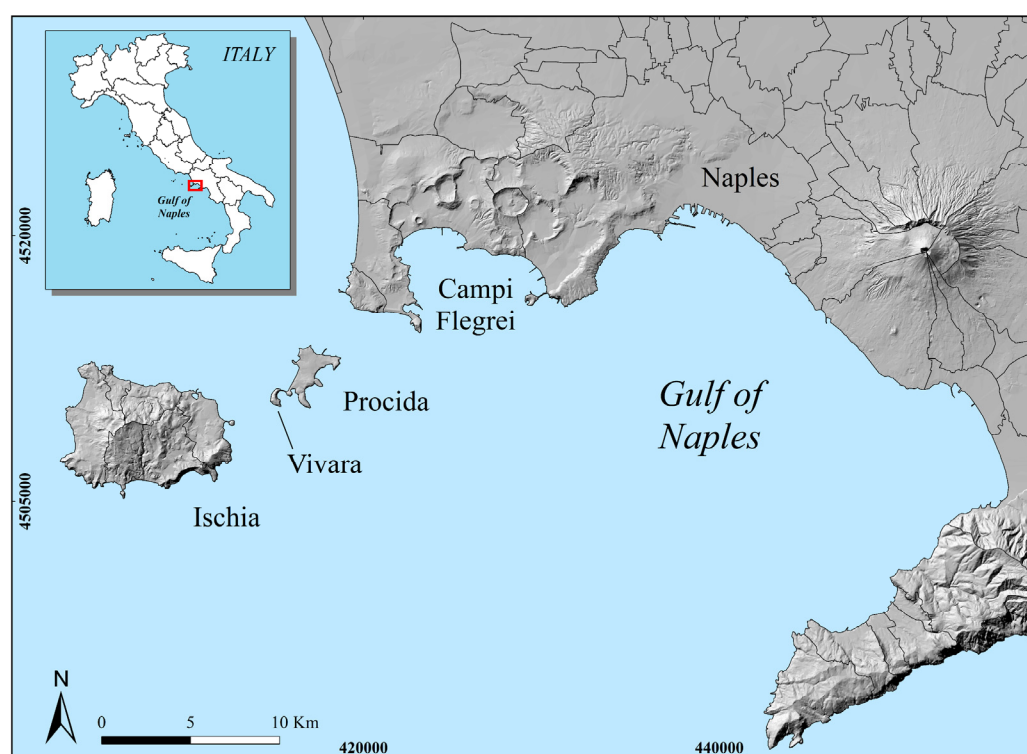 ITALY
Gulf of
Naples
Naples
Campi
Flegrei
Gulf of
Naples
Procida
Vivara
Ischia
4520000
4505000
N
0 5 10 Km
420000
440000